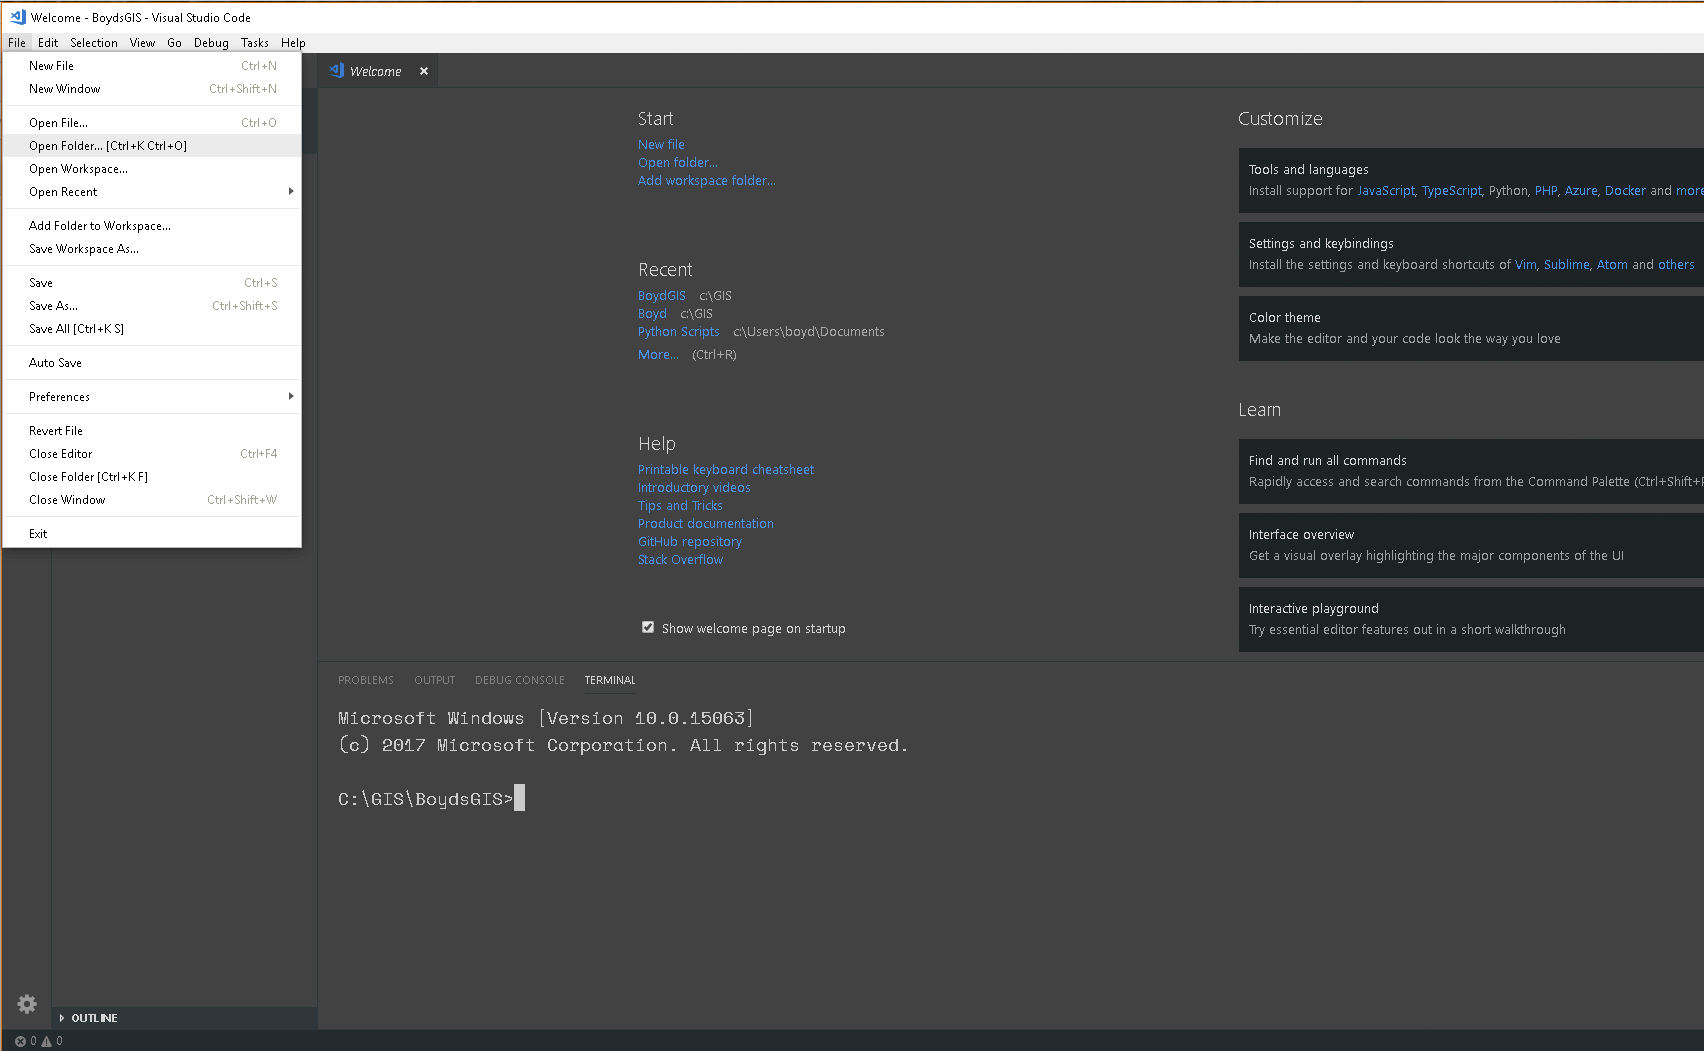 Welcome - BoydsGIS - Visual Studio Code
File Edit Selection View Go Debug Tasks Help
New File Ctrl+N
New Window Ctrl+Shift+N
Open File... Ctrl+O
Open Folder... [Ctrl+K Ctrl+O]
Open Workspace...
Open Recent
Add Folder to Workspace...
Save Workspace As...
Save Ctrl+S
Save As... Ctrl+Shift+S
Save All [Ctrl+K S]
Auto Save
Preferences
Revert File
Close Editor Ctrl+F4
Close Folder [Ctrl+K F]
Close Window Ctrl+Shift+W
Exit
Welcome
Start
New file
Open folder...
Add workspace folder...
Recent
BoydGIS c:\GIS
Boyd c:\GIS
Python Scripts c:\Users\boyd\Documents
More... (Ctrl+R)
Help
Printable keyboard cheatsheet
Introductory videos
Tips and Tricks
Product documentation
GitHub repository
Stack Overflow
Show welcome page on startup
Customize
Tools and languages
Install support for JavaScript, TypeScript, Python, PHP, Azure, Docker and more
Settings and keybindings
Install the settings and keyboard shortcuts of Vim, Sublime, Atom and others
Color theme
Make the editor and your code look the way you love
Learn
Find and run all commands
Rapidly access and search commands from the Command Palette (Ctrl+Shift+P
Interface overview
Get a visual overlay highlighting the major components of the UI
Interactive playground
Try essential editor features out in a short walkthrough
PROBLEMS OUTPUT DEBUG CONSOLE TERMINAL
Microsoft Windows [Version 10.0.15063]
(c) 2017 Microsoft Corporation. All rights reserved.
C:\GIS\BoydsGIS>
OUTLINE
0 0